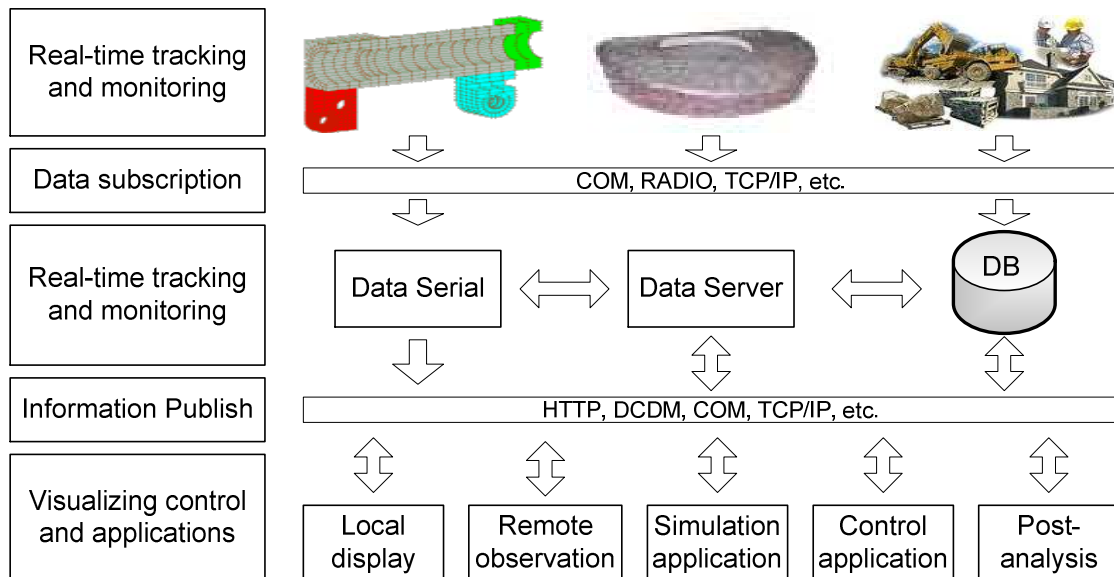 Real-time tracking
and monitoring
Data subscription
COM, RADIO, TCP/IP, etc.
Real-time tracking
and monitoring
Data Serial
Data Server
DB
Information Publish
HTTP, DCDM, COM, TCP/IP, etc.
Visualizing control
and applications
Local
display
Remote
observation
Simulation
application
Control
application
Post-
analysis